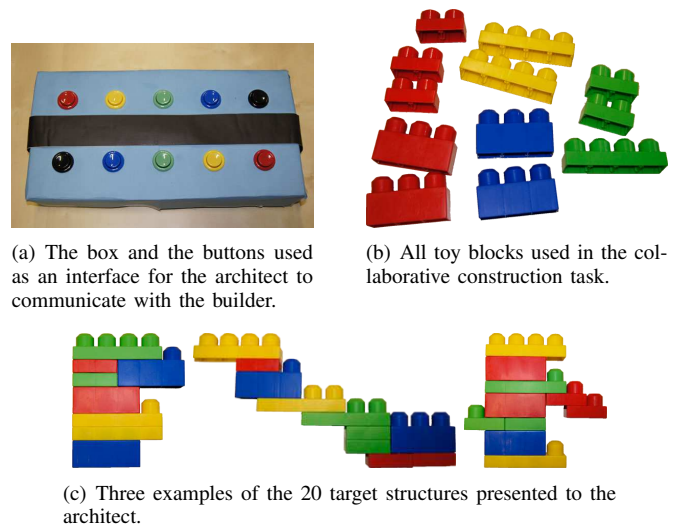 (a) The box and the buttons used
as an interface for the architect to
communicate with the builder.
(b) All toy blocks used in the col-
laborative construction task.
(c) Three examples of the 20 target structures presented to the
architect.